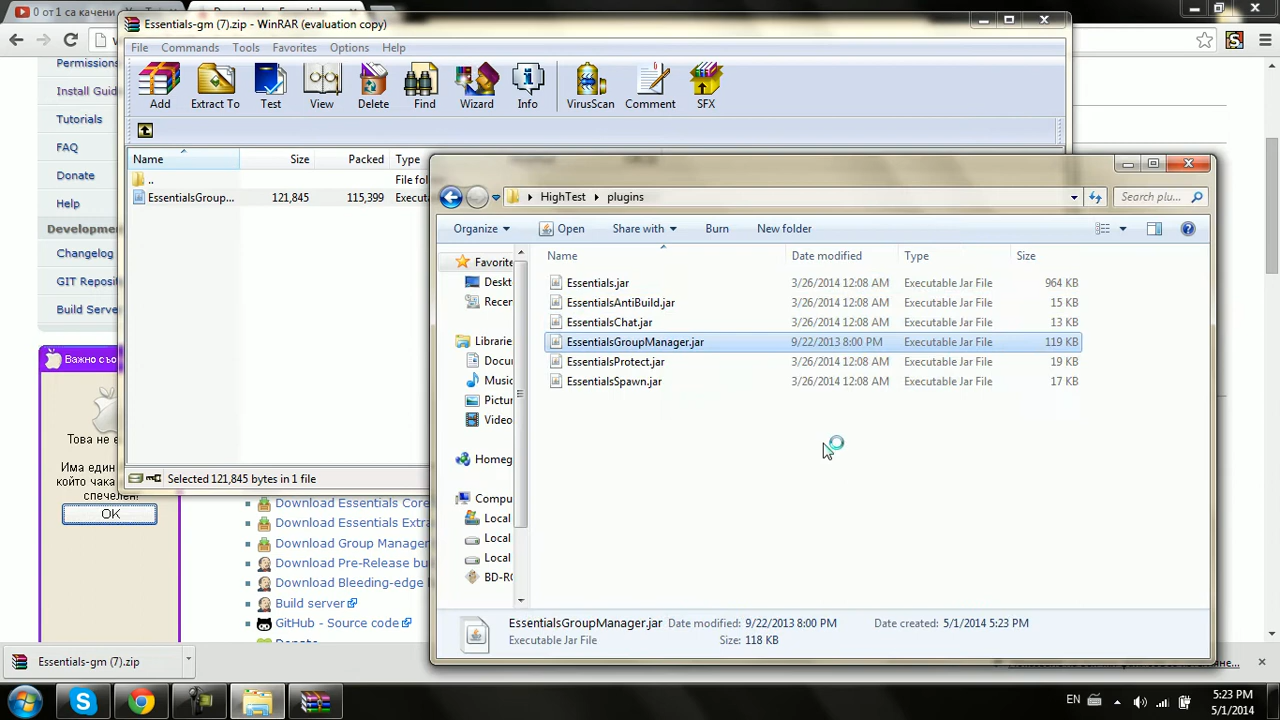 0 от 1 са качени
Essentials-gm (7).zip - WinRAR (evaluation copy)
File Commands Tools Favorites Options Help
Add Extract To Test View Delete Find Wizard Info VirusScan Comment SFX
Name Size Packed Type
.. File fol
EssentialsGroup... 121,845 115,399 Execut
Selected 121,845 bytes in 1 file
Permissions
Install Guid
Tutorials
FAQ
Donate
Help
Developme
Changelog
GIT Reposit
Build Serve
Важно съо
Това не е
Има един
който чака
спечелен!
OK
HighTest plugins
Search plu...
Organize Open Share with Burn New folder
Name Date modified Type Size
Essentials.jar 3/26/2014 12:08 AM Executable Jar File 964 KB
EssentialsAntiBuild.jar 3/26/2014 12:08 AM Executable Jar File 15 KB
EssentialsChat.jar 3/26/2014 12:08 AM Executable Jar File 13 KB
EssentialsGroupManager.jar 9/22/2013 8:00 PM Executable Jar File 119 KB
EssentialsProtect.jar 3/26/2014 12:08 AM Executable Jar File 19 KB
EssentialsSpawn.jar 3/26/2014 12:08 AM Executable Jar File 17 KB
Favorite
Deskt
Recen
Librarie
Docu
Music
Pictur
Video
Homeg
Compu
Local
Local
Local
BD-RO
EssentialsGroupManager.jar Date modified: 9/22/2013 8:00 PM Date created: 5/1/2014 5:23 PM
Executable Jar File Size: 118 KB
Download Essentials Core
Download Essentials Extra
Download Group Manager
Download Pre-Release bu
Download Bleeding-edge
Build server
GitHub - Source code
Donate
Essentials-gm (7).zip
EN
5:23 PM
5/1/2014